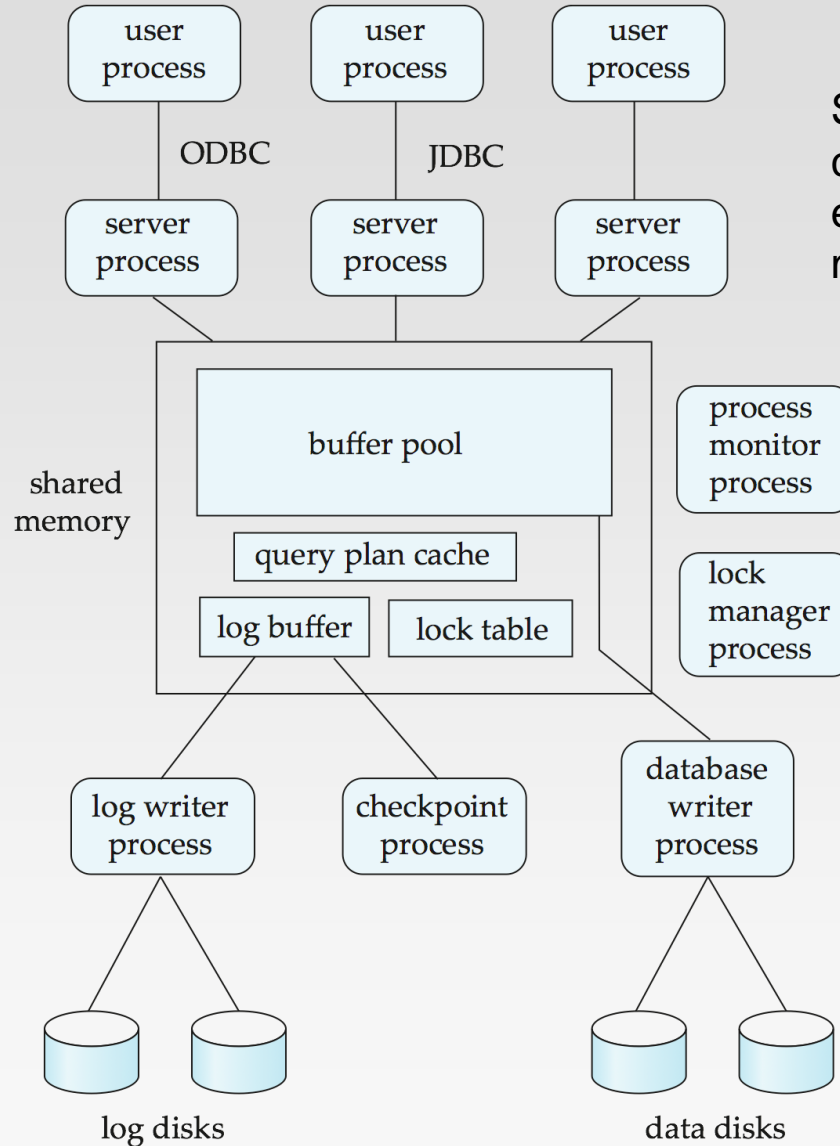 user
process
user
process
user
process
ODBC
JDBC
server
process
server
process
server
process
shared
memory
buffer pool
query plan cache
log buffer
lock table
process
monitor
process
lock
manager
process
log writer
process
checkpoint
process
database
writer
process
log disks
data disks